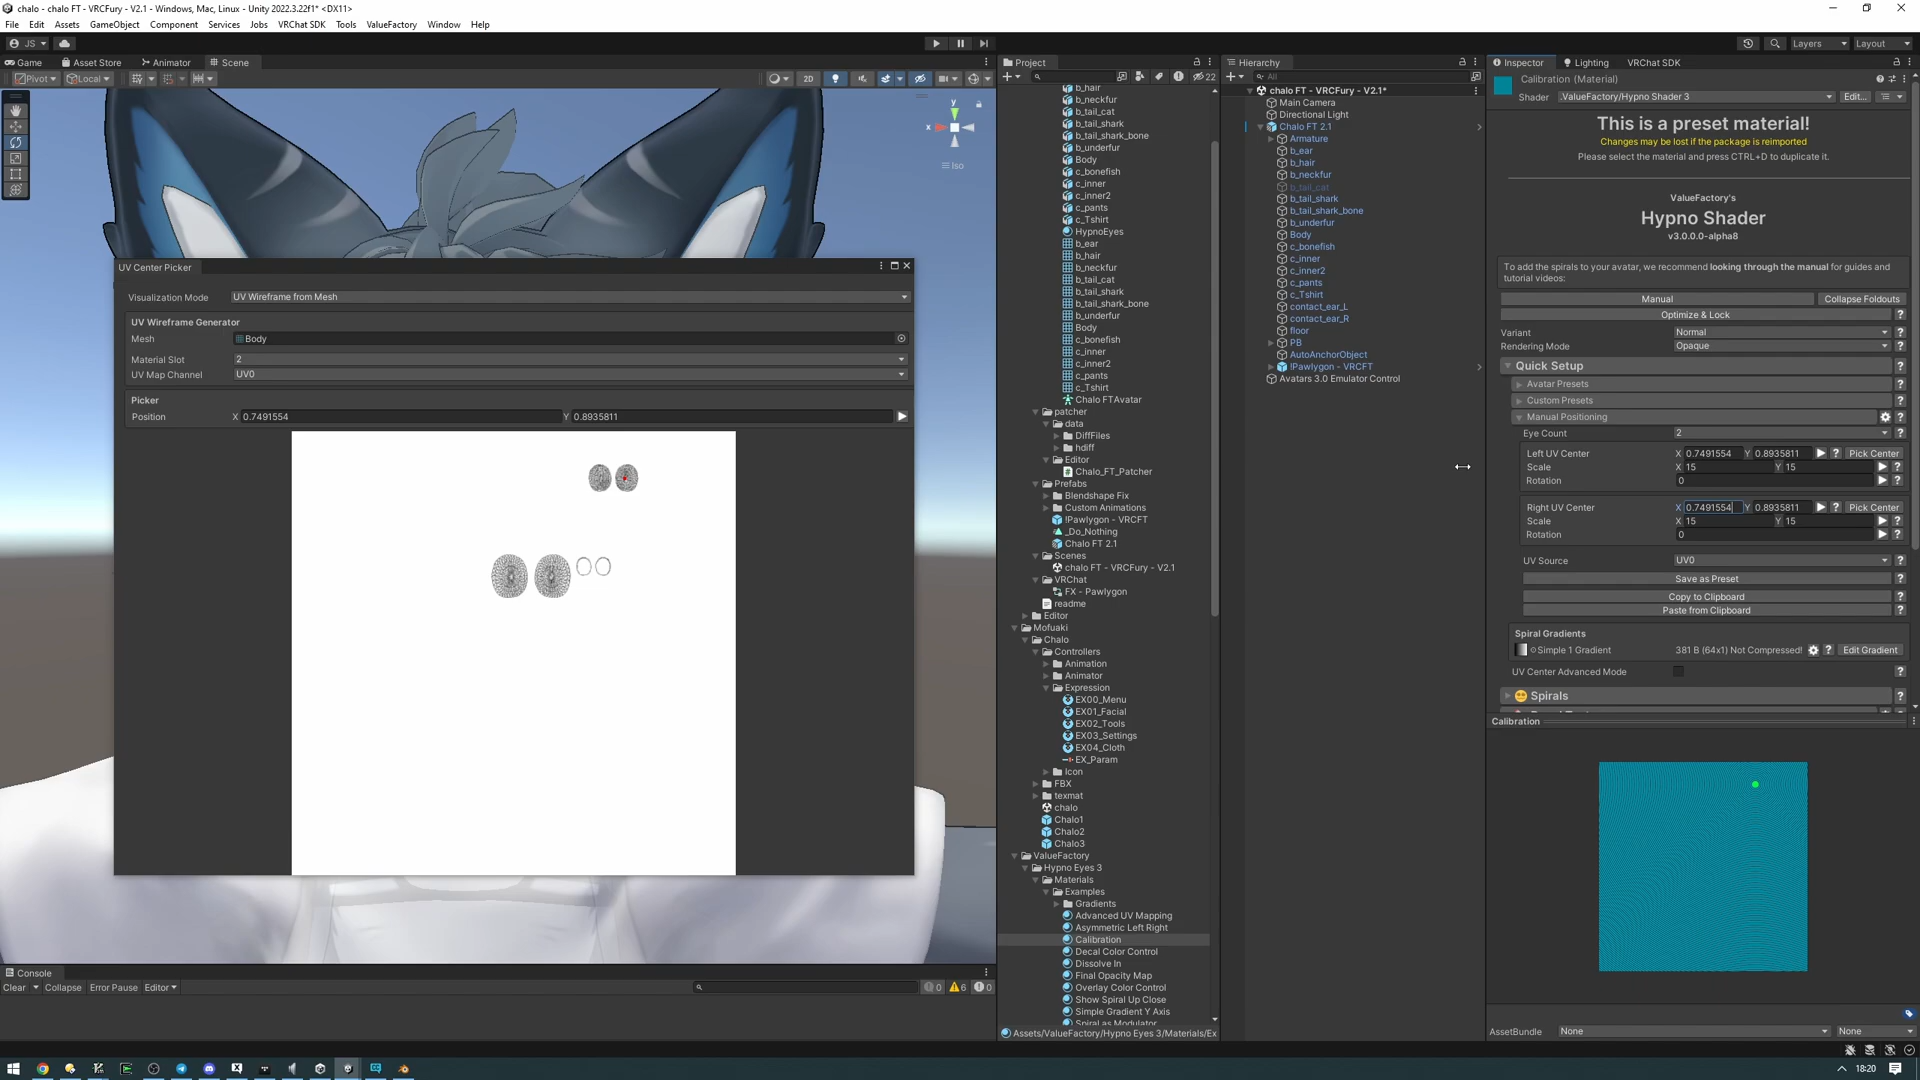 chalo - chalo FT - VRCFury - V2.1 - Windows, Mac, Linux - Unity 2022.3.22f1* <DX11>
File Edit Assets GameObject Component Services Jobs VRChat SDK Tools ValueFactory Window Help
JS Layers Layout
Game Asset Store Animator Scene
Pivot Local 2D
y
x
Iso
UV Center Picker
Visualization Mode UV Wireframe from Mesh
UV Wireframe Generator
Mesh Body
Material Slot 2
UV Map Channel UV0
Picker
Position X 0.7491554 Y 0.8935811
Console
Clear Collapse Error Pause Editor 0 6 0
Project
22
b_hair
b_neckfur
b_tail_cat
b_tail_shark
b_tail_shark_bone
b_underfur
Body
c_bonefish
c_inner
c_inner2
c_pants
c_Tshirt
HypnoEyes
b_ear
b_hair
b_neckfur
b_tail_cat
b_tail_shark
b_tail_shark_bone
b_underfur
Body
c_bonefish
c_inner
c_inner2
c_pants
c_Tshirt
Chalo FTAvatar
patcher
data
DiffFiles
hdiff
Editor
Chalo_FT_Patcher
Prefabs
Blendshape Fix
Custom Animations
!Pawlygon - VRCFT
_Do_Nothing
Chalo FT 2.1
Scenes
chalo FT - VRCFury - V2.1
VRChat
FX - Pawlygon
readme
Editor
Mofuaki
Chalo
Controllers
Animation
Animator
Expression
EX00_Menu
EX01_Facial
EX02_Tools
EX03_Settings
EX04_Cloth
EX_Param
Icon
FBX
texmat
chalo
Chalo1
Chalo2
Chalo3
ValueFactory
Hypno Eyes 3
Materials
Examples
Gradients
Advanced UV Mapping
Asymmetric Left Right
Calibration
Decal Color Control
Dissolve In
Final Opacity Map
Overlay Color Control
Show Spiral Up Close
Simple Gradient Y Axis
Spiral as Modulator
Assets/ValueFactory/Hypno Eyes 3/Materials/Ex
Hierarchy
All
chalo FT - VRCFury - V2.1*
Main Camera
Directional Light
Chalo FT 2.1
Armature
b_ear
b_hair
b_neckfur
b_tail_cat
b_tail_shark
b_tail_shark_bone
b_underfur
Body
c_bonefish
c_inner
c_inner2
c_pants
c_Tshirt
contact_ear_L
contact_ear_R
floor
PB
AutoAnchorObject
!Pawlygon - VRCFT
Avatars 3.0 Emulator Control
Inspector Lighting VRChat SDK
Calibration (Material)
Shader .ValueFactory/Hypno Shader 3 Edit...
This is a preset material!
Changes may be lost if the package is reimported
Please select the material and press CTRL+D to duplicate it.
ValueFactory's
Hypno Shader
v3.0.0.0-alpha8
To add the spirals to your avatar, we recommend looking through the manual for guides and
tutorial videos:
Manual Collapse Foldouts
Optimize & Lock ?
Variant Normal ?
Rendering Mode Opaque ?
Quick Setup ?
Avatar Presets ?
Custom Presets ?
Manual Positioning ?
Eye Count 2 ?
Left UV Center X 0.7491554 Y 0.8935811 ? Pick Center
Scale X 15 Y 15 ?
Rotation 0 ?
Right UV Center X 0.7491554 Y 0.8935811 ? Pick Center
Scale X 15 Y 15 ?
Rotation 0 ?
UV Source UV0 ?
Save as Preset ?
Copy to Clipboard ?
Paste from Clipboard ?
Spiral Gradients
Simple 1 Gradient 381 B (64x1) Not Compressed! ? Edit Gradient
UV Center Advanced Mode ?
Spirals ?
Calibration
AssetBundle None None
18:20